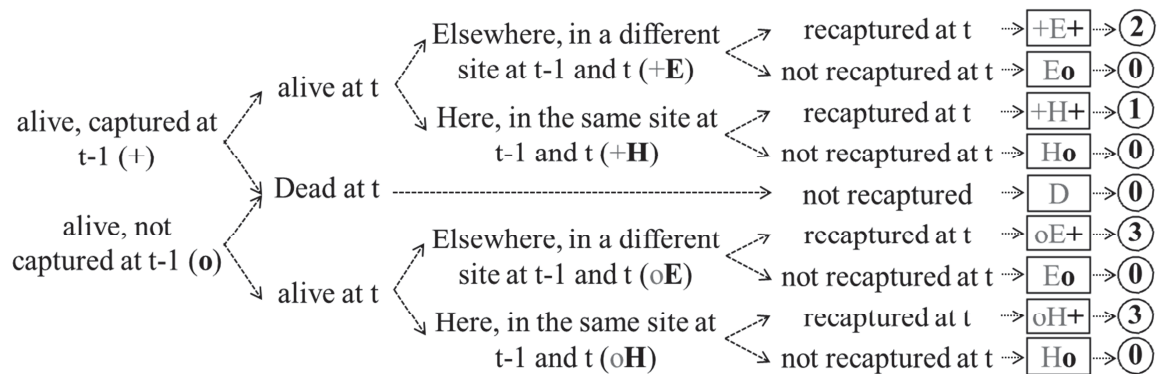 alive, captured at
t-1 (+)
alive, not
captured at t-1 (o)
alive at t
Dead at t
alive at t
Elsewhere, in a different
site at t-1 and t (+E)
Here, in the same site at
t-1 and t (+H)
Elsewhere, in a different
site at t-1 and t (oE)
Here, in the same site at
t-1 and t (oH)
recaptured at t +E+ 2
not recaptured at t Eo 0
recaptured at t +H+ 1
not recaptured at t Ho 0
not recaptured D 0
recaptured at t oE+ 3
not recaptured at t Eo 0
recaptured at t oH+ 3
not recaptured at t Ho 0